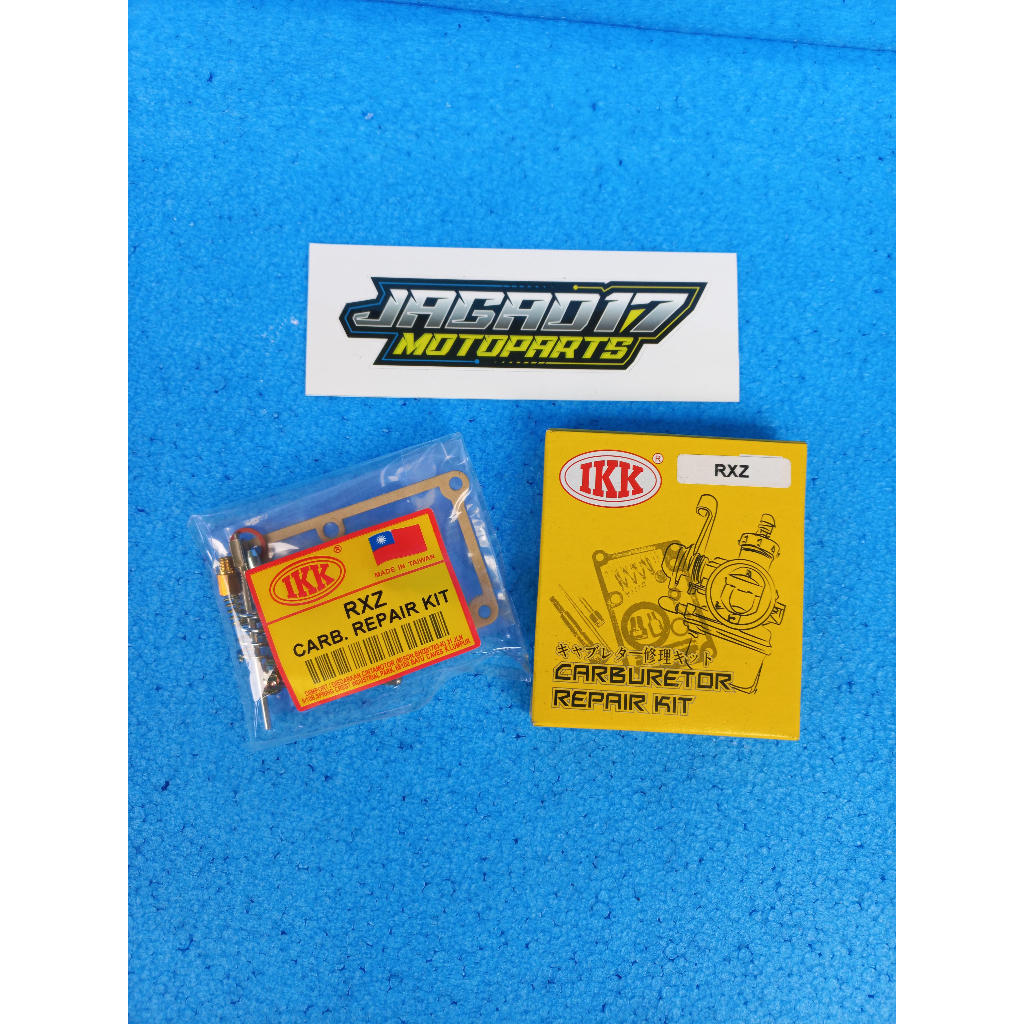 JAGAD17
MOTOPARTS
IKK®
MADE IN TAIWAN
RXZ
CARB. REPAIR KIT
IKK®
RXZ
キャブレター修理キット
CARBURETOR
REPAIR KIT